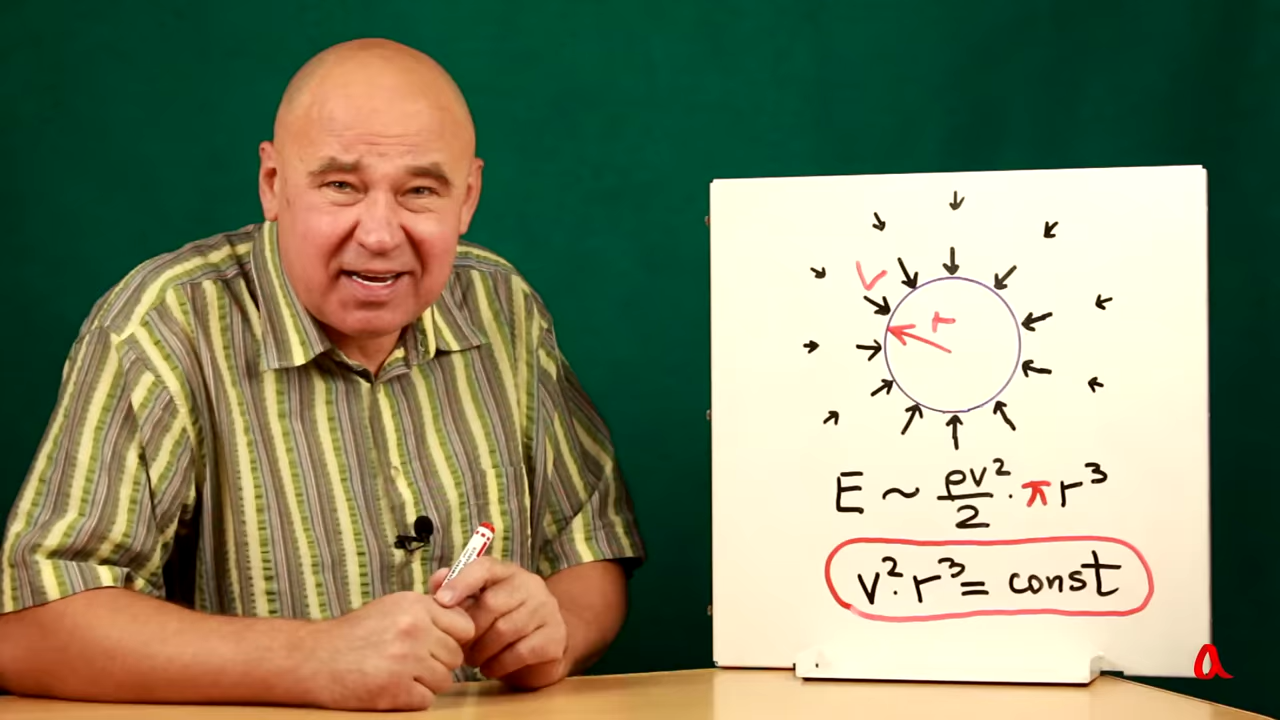 v
r
E ~ ρv²/2 · π r³
v² · r³ = const
a